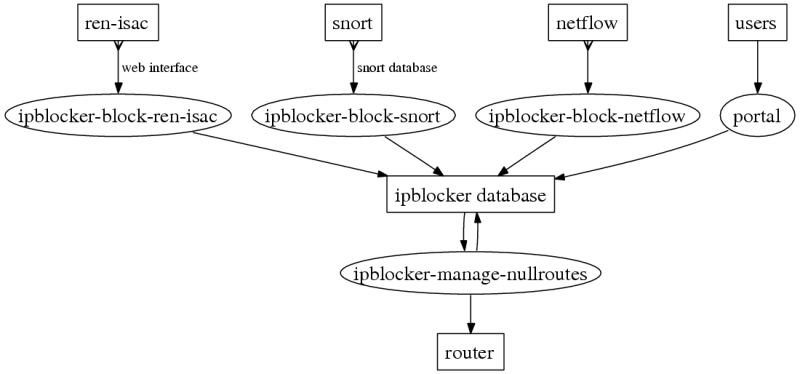 ren-isac
snort
netflow
users
web interface
snort database
ipblocker-block-ren-isac
ipblocker-block-snort
ipblocker-block-netflow
portal
ipblocker database
ipblocker-manage-nullroutes
router